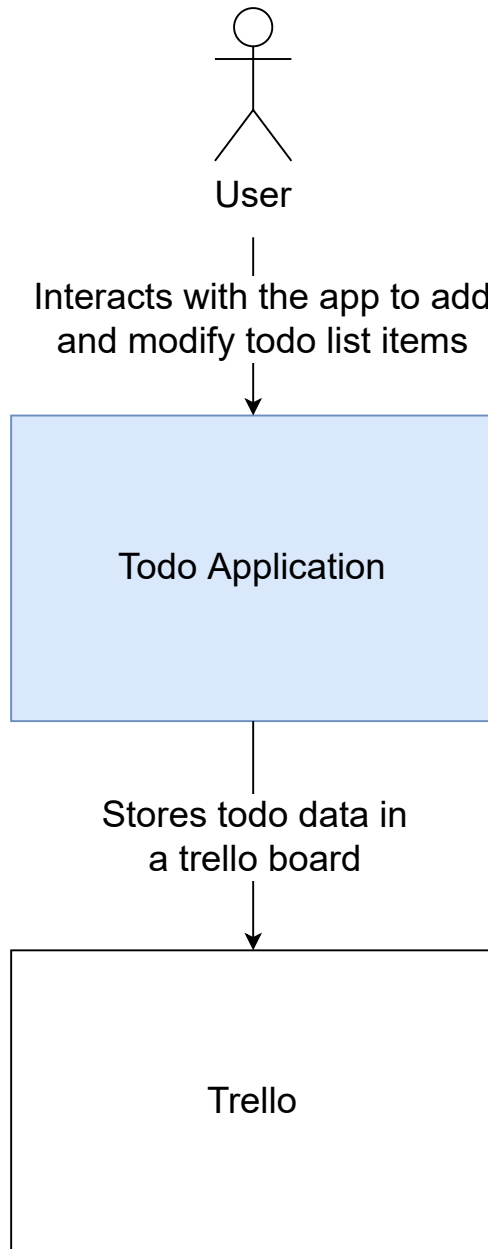 User
Interacts with the app to add
and modify todo list items
Todo Application
Stores todo data in
a trello board
Trello